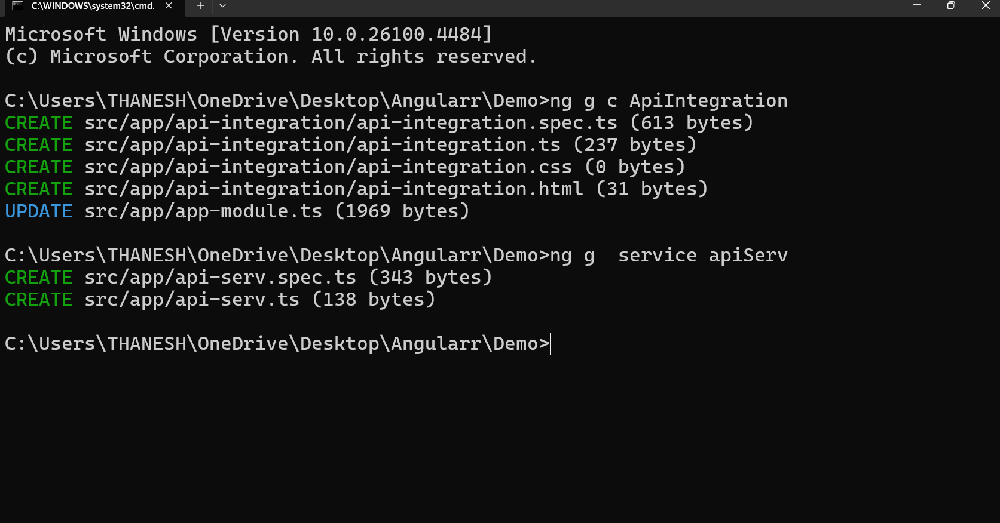 C:\WINDOWS\system32\cmd.
Microsoft Windows [Version 10.0.26100.4484]
(c) Microsoft Corporation. All rights reserved.
C:\Users\THANESH\OneDrive\Desktop\Angularr\Demo>ng g c ApiIntegration
CREATE src/app/api-integration/api-integration.spec.ts (613 bytes)
CREATE src/app/api-integration/api-integration.ts (237 bytes)
CREATE src/app/api-integration/api-integration.css (0 bytes)
CREATE src/app/api-integration/api-integration.html (31 bytes)
UPDATE src/app/app-module.ts (1969 bytes)
C:\Users\THANESH\OneDrive\Desktop\Angularr\Demo>ng g  service apiServ
CREATE src/app/api-serv.spec.ts (343 bytes)
CREATE src/app/api-serv.ts (138 bytes)
C:\Users\THANESH\OneDrive\Desktop\Angularr\Demo>